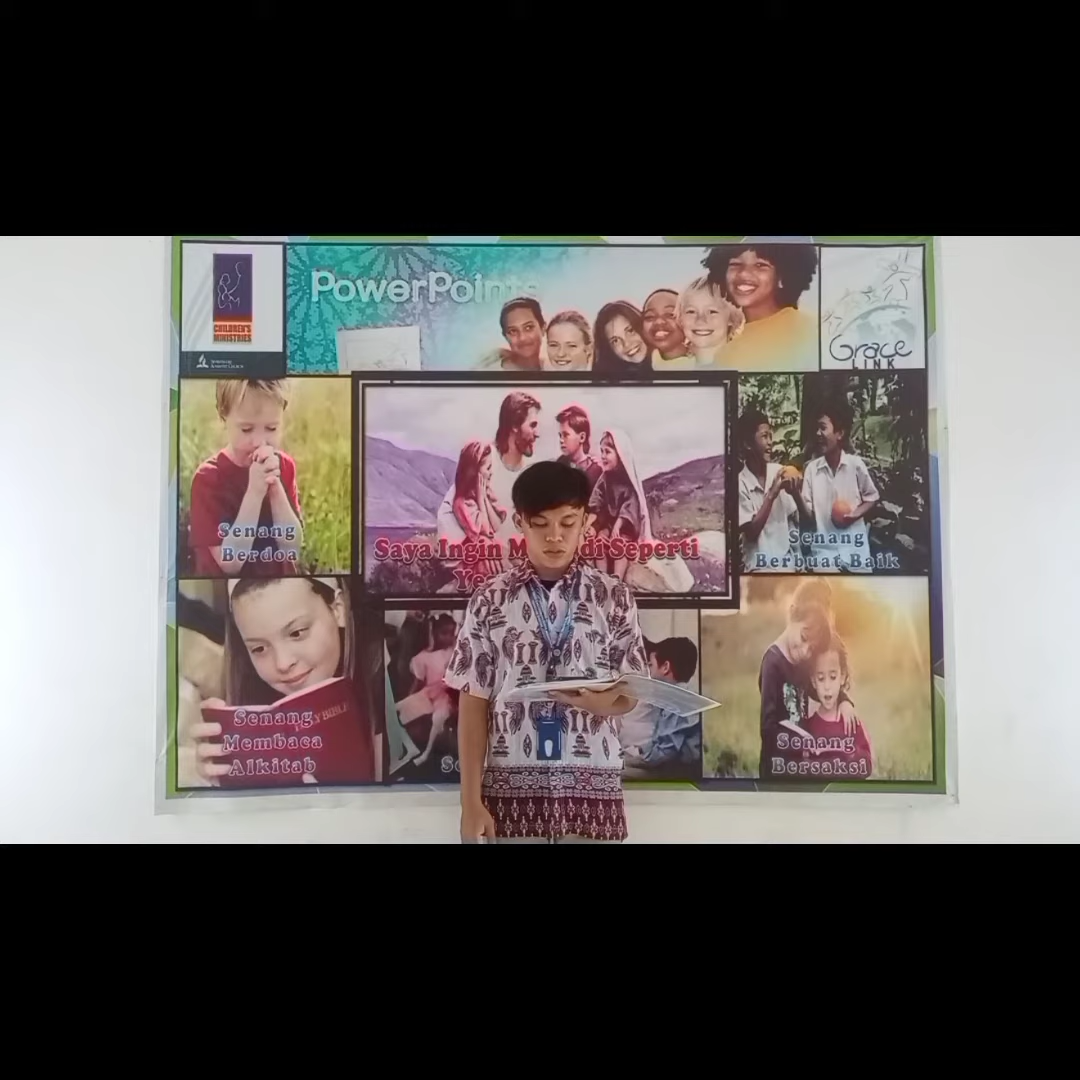 PowerPoints
CHILDREN'S
MINISTRIES
Grace
LINK
Senang
Berdoa
Saya Ingin M di Seperti
Senang
Berbuat Baik
HOLY BIBLE
Senang
Membaca
Alkitab
Senang
Bersaksi